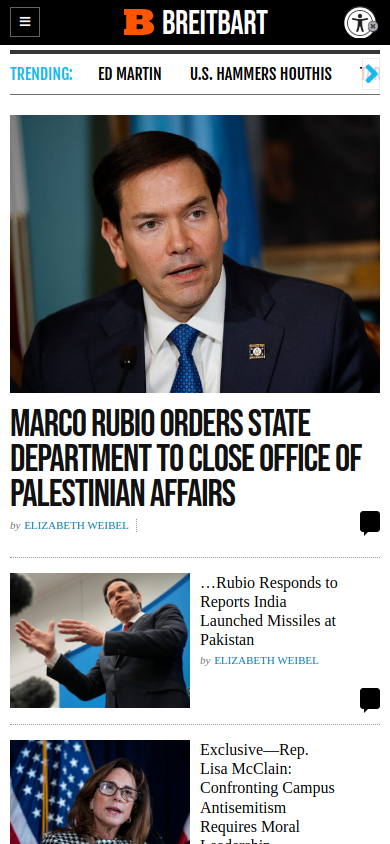 BREITBART
TRENDING:
ED MARTIN
U.S. HAMMERS HOUTHIS
MARCO RUBIO ORDERS STATE
DEPARTMENT TO CLOSE OFFICE OF
PALESTINIAN AFFAIRS
by ELIZABETH WEIBEL
…Rubio Responds to
Reports India
Launched Missiles at
Pakistan
by ELIZABETH WEIBEL
Exclusive—Rep.
Lisa McClain:
Confronting Campus
Antisemitism
Requires Moral
Leadership